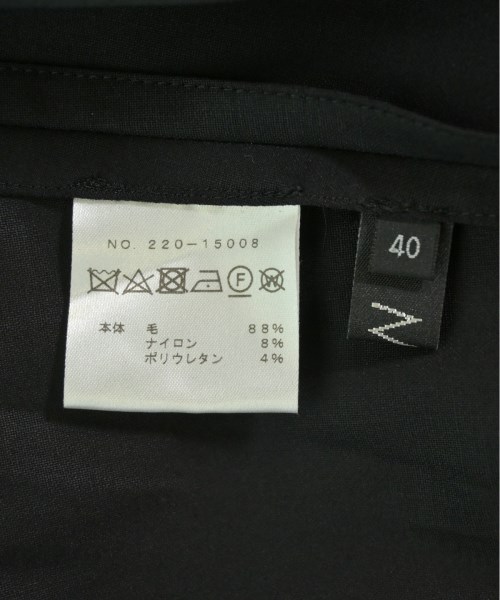 NO. 220-15008
F W
本体 毛 88%
ナイロン 8%
ポリウレタン 4%
40